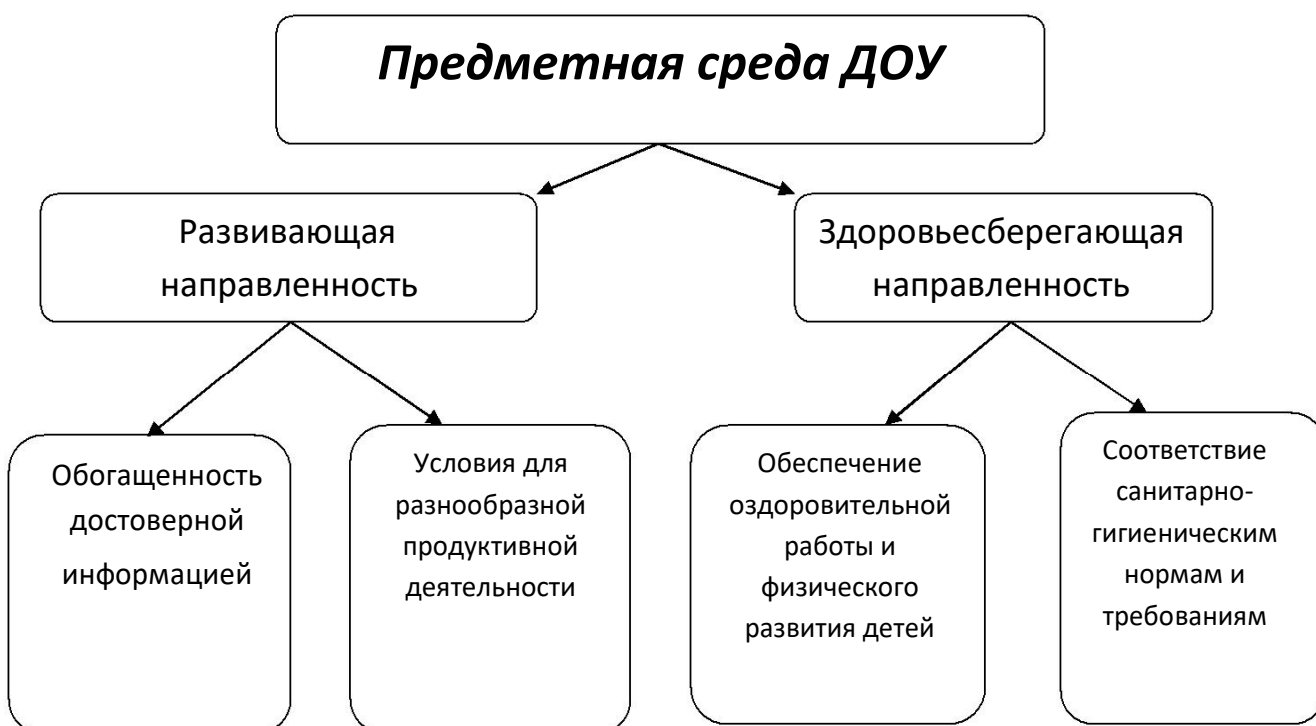 Предметная среда ДОУ
Развивающая
направленность
Здоровьесберегающая
направленность
Обогащенность
достоверной
информацией
Условия для
разнообразной
продуктивной
деятельности
Обеспечение
оздоровительной
работы и
физического
развития детей
Соответствие
санитарно-
гигиеническим
нормам и
требованиям